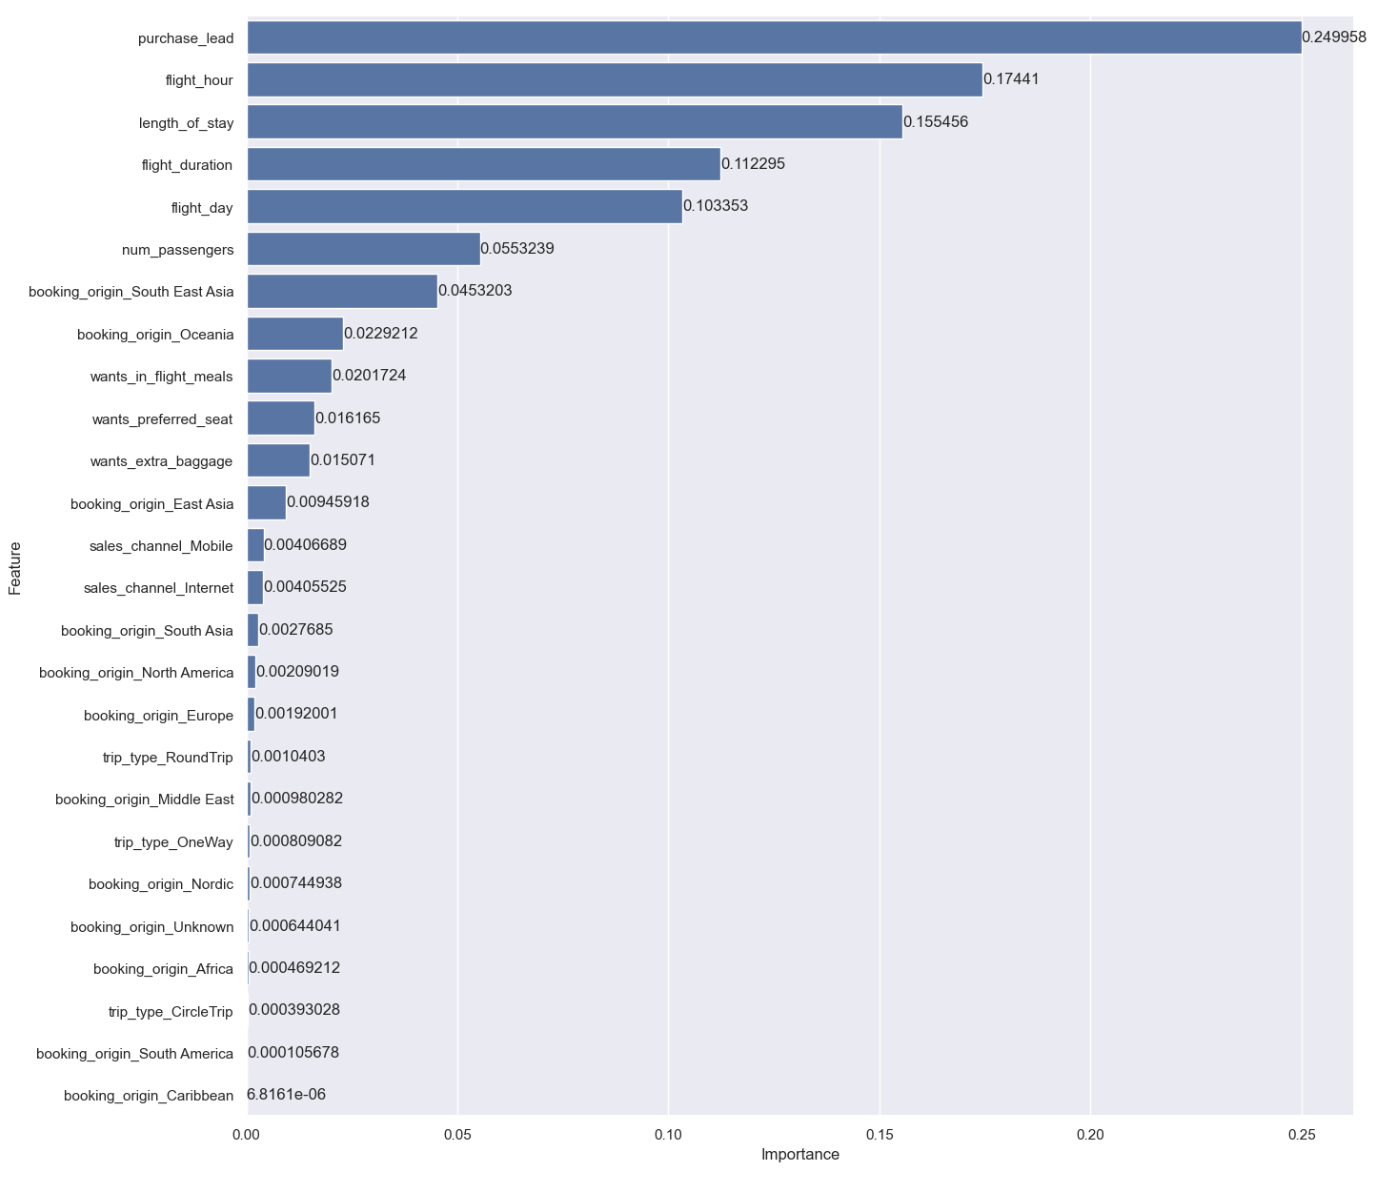 purchase_lead 0.249958
flight_hour 0.17441
length_of_stay 0.155456
flight_duration 0.112295
flight_day 0.103353
num_passengers 0.0553239
booking_origin_South East Asia 0.0453203
booking_origin_Oceania 0.0229212
wants_in_flight_meals 0.0201724
wants_preferred_seat 0.016165
wants_extra_baggage 0.015071
booking_origin_East Asia 0.00945918
sales_channel_Mobile 0.00406689
sales_channel_Internet 0.00405525
booking_origin_South Asia 0.0027685
booking_origin_North America 0.00209019
booking_origin_Europe 0.00192001
trip_type_RoundTrip 0.0010403
booking_origin_Middle East 0.000980282
trip_type_OneWay 0.000809082
booking_origin_Nordic 0.000744938
booking_origin_Unknown 0.000644041
booking_origin_Africa 0.000469212
trip_type_CircleTrip 0.000393028
booking_origin_South America 0.000105678
booking_origin_Caribbean 6.8161e-06
Feature
0.00 0.05 0.10 0.15 0.20 0.25
Importance